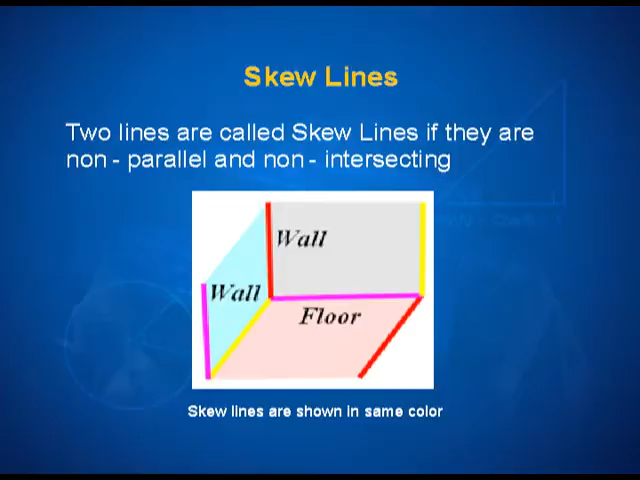 Skew Lines
Two lines are called Skew Lines if they are
non - parallel and non - intersecting
Wall
Wall
Floor
Skew lines are shown in same color